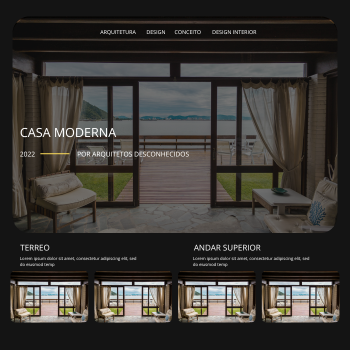 ARQUITETURA DESIGN CONCEITO DESIGN INTERIOR
CASA MODERNA
2022 POR ARQUITETOS DESCONHECIDOS
TERREO
Lorem ipsum dolor sit amet, consectetur adipiscing elit, sed
do eiusmod temp
ANDAR SUPERIOR
Lorem ipsum dolor sit amet, consectetur adipiscing elit, sed
do eiusmod temp